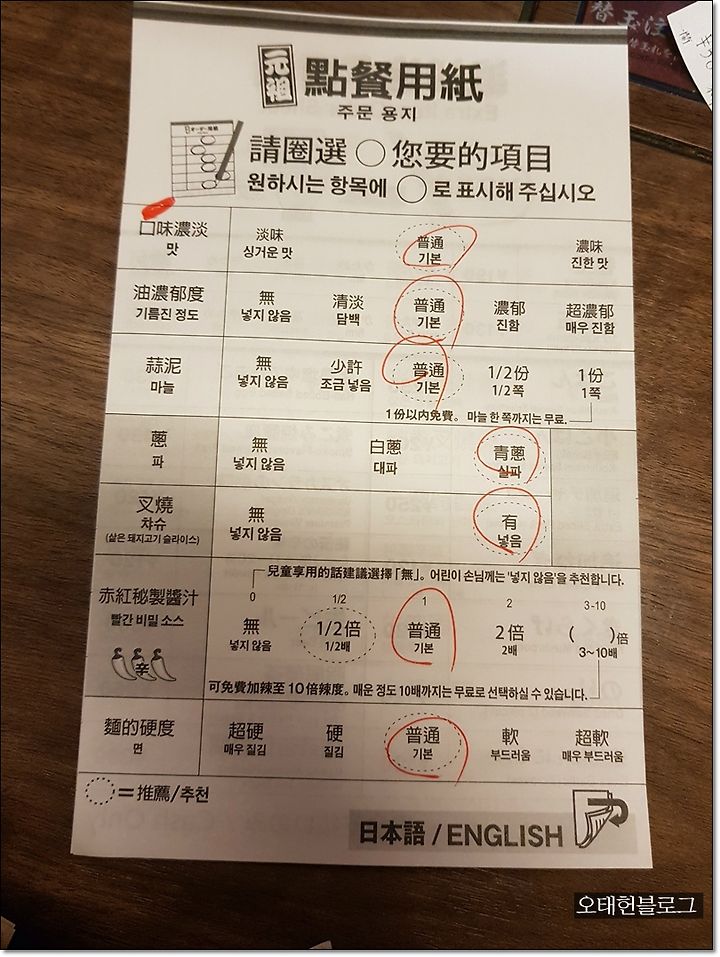 元祖
點餐用紙
주문 용지
請圈選 ○ 您要的項目
원하시는 항목에 ○ 로 표시해 주십시오
口味濃淡 淡味 普通 濃味
맛 싱거운 맛 기본 진한 맛
油濃郁度 無 清淡 普通 濃郁 超濃郁
기름진 정도 넣지 않음 담백 기본 진함 매우 진함
蒜泥 無 少許 普通 1/2份 1份
마늘 넣지 않음 조금 넣음 기본 1/2쪽 1쪽
1份以内免費。 마늘 한 쪽까지는 무료.
蔥 無 白蔥 青蔥
파 넣지 않음 대파 실파
叉燒 無 有
차슈 넣지 않음 넣음
(삶은 돼지고기 슬라이스)
兒童享用的話建議選擇「無」。어린이 손님께는 '넣지 않음'을 추천합니다.
0 1/2 1 2 3-10
赤紅秘製醬汁 無 1/2倍 普通 2倍 ( )倍
빨간 비밀 소스 넣지 않음 1/2배 기본 2배 3~10배
辛
可免費加辣至10倍辣度。매운 정도 10배까지는 무료로 선택하실 수 있습니다.
麵的硬度 超硬 硬 普通 軟 超軟
면 매우 질김 질김 기본 부드러움 매우 부드러움
=推薦/추천
日本語 / ENGLISH
오태헌블로그
替玉注